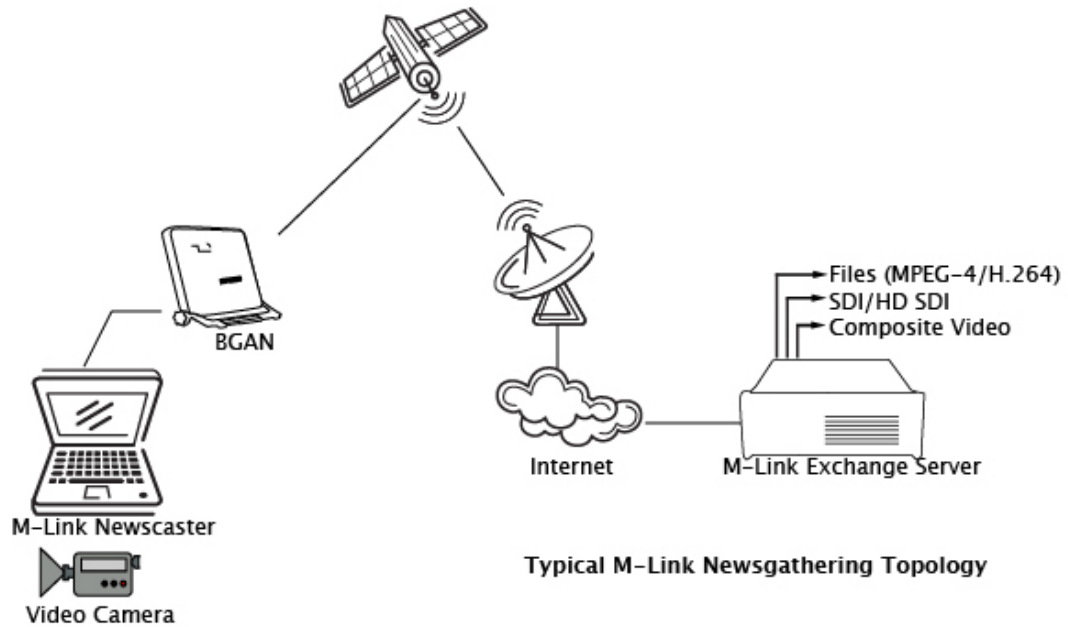 BGAN
Files (MPEG-4/H.264)
SDI/HD SDI
Composite Video
Internet
M-Link Exchange Server
M-Link Newscaster
Video Camera
Typical M-Link Newsgathering Topology